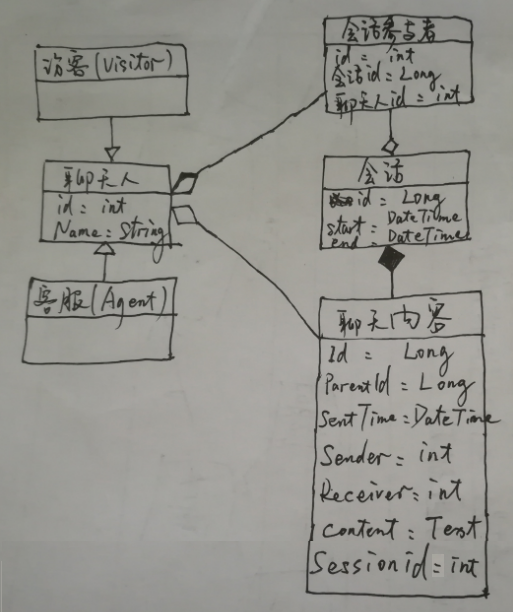 访客(Visitor)
聊天人
id: int
Name: String
客服(Agent)
会话参与者
id = int
会话id = Long
聊天人id = int
会话
id = Long
start = DateTime
end = DateTime
聊天内容
Id = Long
ParentId = Long
SentTime = DateTime
Sender = int
Receiver = int
content = Text
Sessionid = int